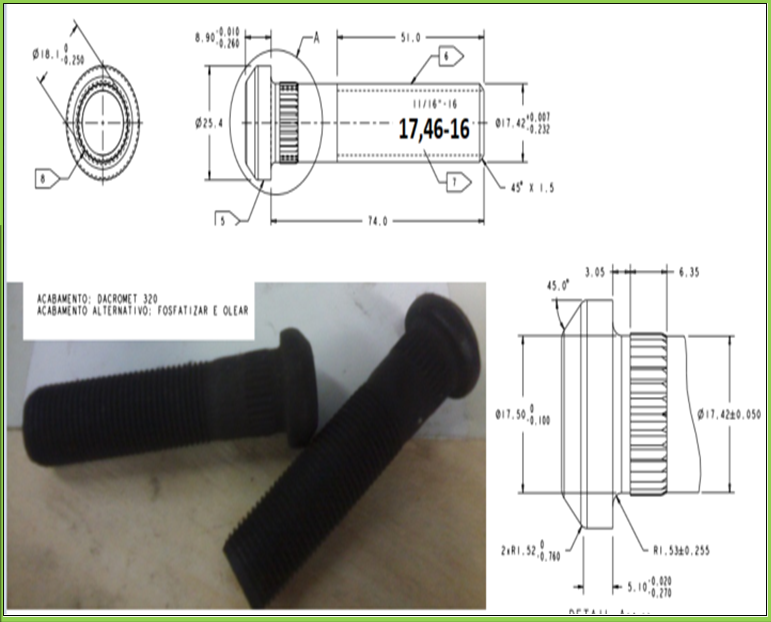 Ø18.1 0 -0.250
8
8.90 -0.010 -0.260
A
51.0
6
Ø25.4
11/16"-16
17,46-16
Ø17.42 +0.007 -0.232
7
45° X 1.5
5
74.0
ACABAMENTO: DACROMET 320
ACABAMENTO ALTERNATIVO: FOSFATIZAR E OLEAR
3.05
6.35
45.0°
Ø17.50 0 -0.100
Ø17.42±0.050
2xR1.52 0 -0.760
R1.53±0.255
5.10 -0.020 -0.270